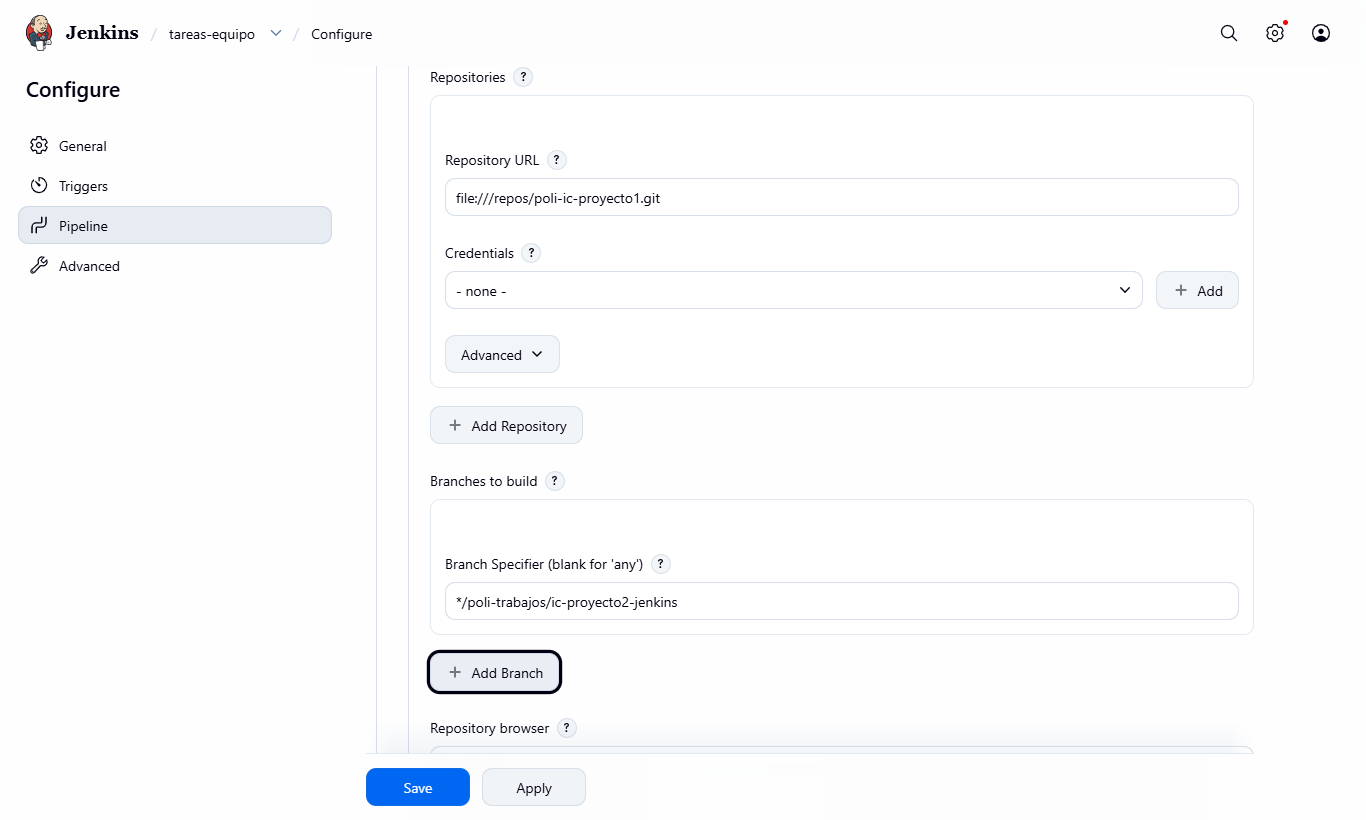 Jenkins / tareas-equipo / Configure
Configure
General
Triggers
Pipeline
Advanced
Repositories ?
Repository URL ?
file:///repos/poli-ic-proyecto1.git
Credentials ?
- none -
+ Add
Advanced
+ Add Repository
Branches to build ?
Branch Specifier (blank for 'any') ?
*/poli-trabajos/ic-proyecto2-jenkins
+ Add Branch
Repository browser ?
Save Apply